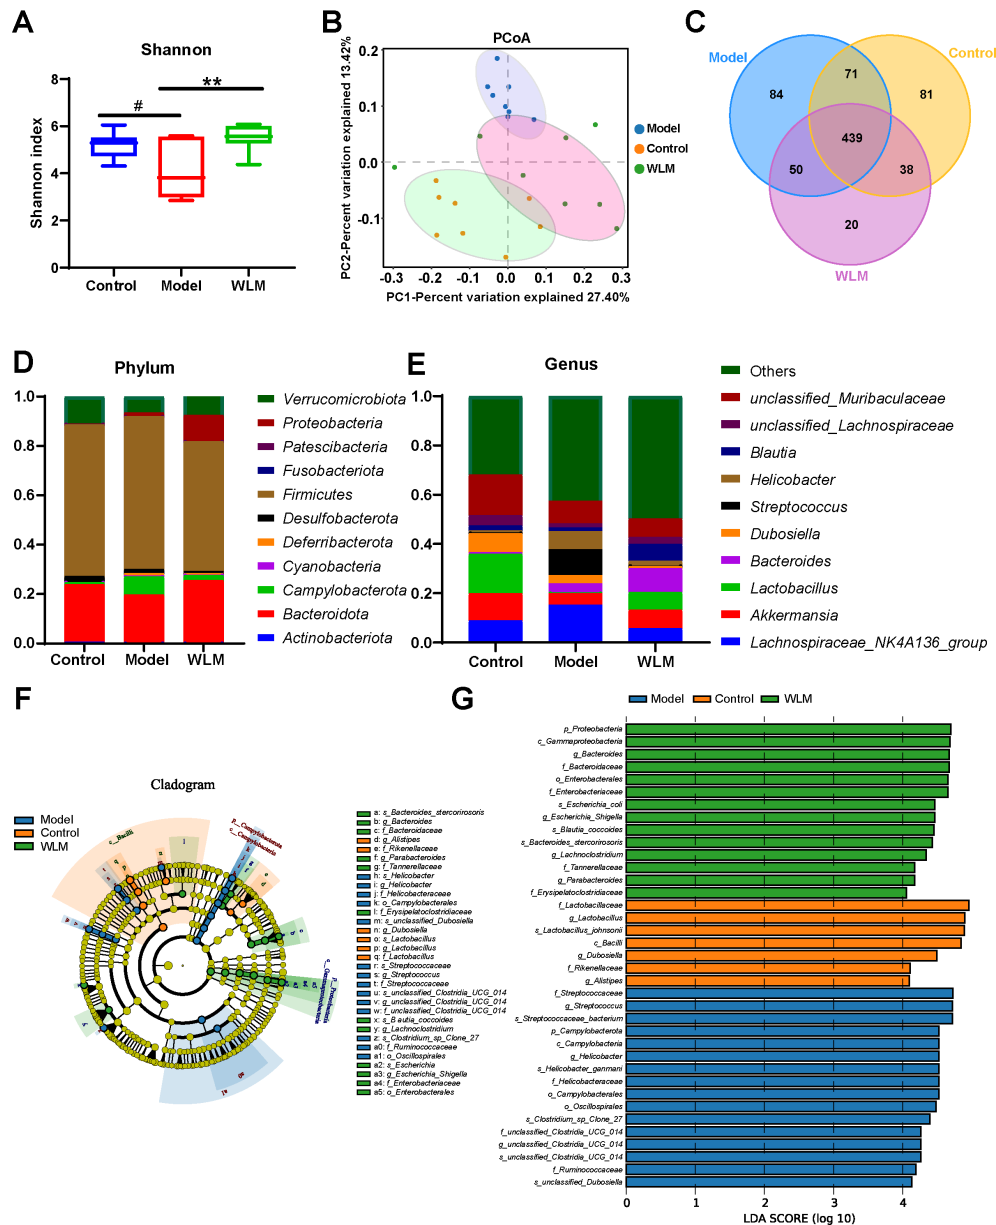 A
Shannon
Shannon index
8
6
4
2
0
#
**
Control
Model
WLM
B
PCoA
PC2-Percent variation explained 13.42%
0.2
0.1
0.0
-0.1
-0.3
-0.2
-0.1
0.0
0.1
0.2
0.3
PC1-Percent variation explained 27.40%
Model
Control
WLM
C
Model
Control
84
71
81
439
50
38
20
WLM
D
Phylum
1.0
0.8
0.6
0.4
0.2
0.0
Control
Model
WLM
Verrucomicrobiota
Proteobacteria
Patescibacteria
Fusobacteriota
Firmicutes
Desulfobacterota
Deferribacterota
Cyanobacteria
Campylobacterota
Bacteroidota
Actinobacteriota
E
Genus
1.0
0.8
0.6
0.4
0.2
0.0
Control
Model
WLM
Others
unclassified_Muribaculaceae
unclassified_Lachnospiraceae
Blautia
Helicobacter
Streptococcus
Dubosiella
Bacteroides
Lactobacillus
Akkermansia
Lachnospiraceae_NK4A136_group
F
Cladogram
Model
Control
WLM
c__Bacilli
p__Campylobacterota
c__Campylobacteria
p__Proteobacteria
c__Gammaproteobacteria
a: s_Bacteroides_stercorirosoris
b: g_Bacteroides
c: f_Bacteroidaceae
d: g_Alistipes
e: f_Rikenellaceae
f: g_Parabacteroides
g: f_Tannerellaceae
h: s_Helicobacter
i: g_Helicobacter
j: f_Helicobacteraceae
k: o_Campylobacterales
l: f_Erysipelatoclostridiaceae
m: s_unclassified_Dubosiella
n: g_Dubosiella
o: s_Lactobacillus
p: g_Lactobacillus
q: f_Lactobacillus
r: s_Streptococcaceae
s: g_Streptococcus
t: f_Streptococcaceae
u: s_unclassified_Clostridia_UCG_014
v: g_unclassified_Clostridia_UCG_014
w: f_unclassified_Clostridia_UCG_014
x: s_B autia_coccoides
y: g_Lachnoclostridium
z: s_Clostridium_sp_Clone_27
a0: f_Ruminococcaceae
a1: o_Oscillospirales
a2: s_Escherichia
a3: g_Escherichia_Shigella
a4: f_Enterobacteriaceae
a5: o_Enterobacterales
G
Model
Control
WLM
p_Proteobacteria
c_Gammaproteobacteria
g_Bacteroides
f_Bacteroidaceae
o_Enterobacterales
f_Enterobacteriaceae
s_Escherichia_coli
g_Escherichia_Shigella
s_Blautia_coccoides
s_Bacteroides_stercorirosoris
g_Lachnoclostridium
f_Tannerellaceae
g_Parabacteroides
f_Erysipelatoclostridiaceae
f_Lactobacillaceae
g_Lactobacillus
s_Lactobacillus_johnsonii
c_Bacilli
g_Dubosiella
f_Rikenellaceae
g_Alistipes
f_Streptococcaceae
g_Streptococcus
s_Streptococcaceae_bacterium
p_Campylobacterota
c_Campylobacteria
g_Helicobacter
s_Helicobacter_ganmani
f_Helicobacteraceae
o_Campylobacterales
o_Oscillospirales
s_Clostridium_sp_Clone_27
f_unclassified_Clostridia_UCG_014
g_unclassified_Clostridia_UCG_014
s_unclassified_Clostridia_UCG_014
f_Ruminococcaceae
s_unclassified_Dubosiella
0
1
2
3
4
LDA SCORE (log 10)